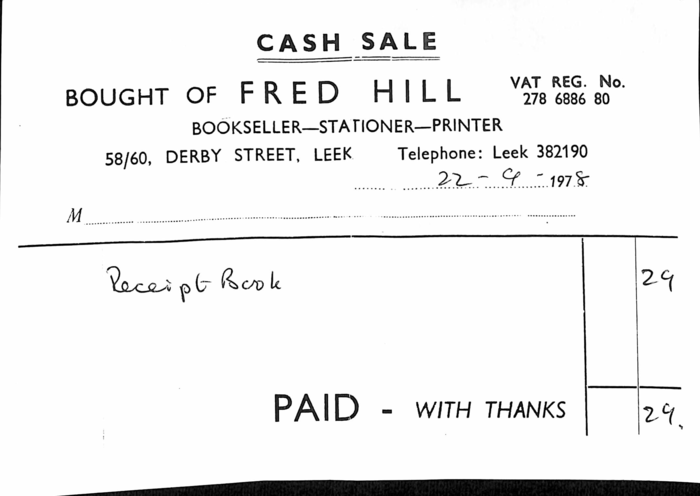 CASH SALE
BOUGHT OF FRED HILL
VAT REG. No.
278 6886 80
BOOKSELLER—STATIONER—PRINTER
58/60, DERBY STREET, LEEK Telephone: Leek 382190
22-9-1978
M
Receipt Book 29
PAID - WITH THANKS 29.